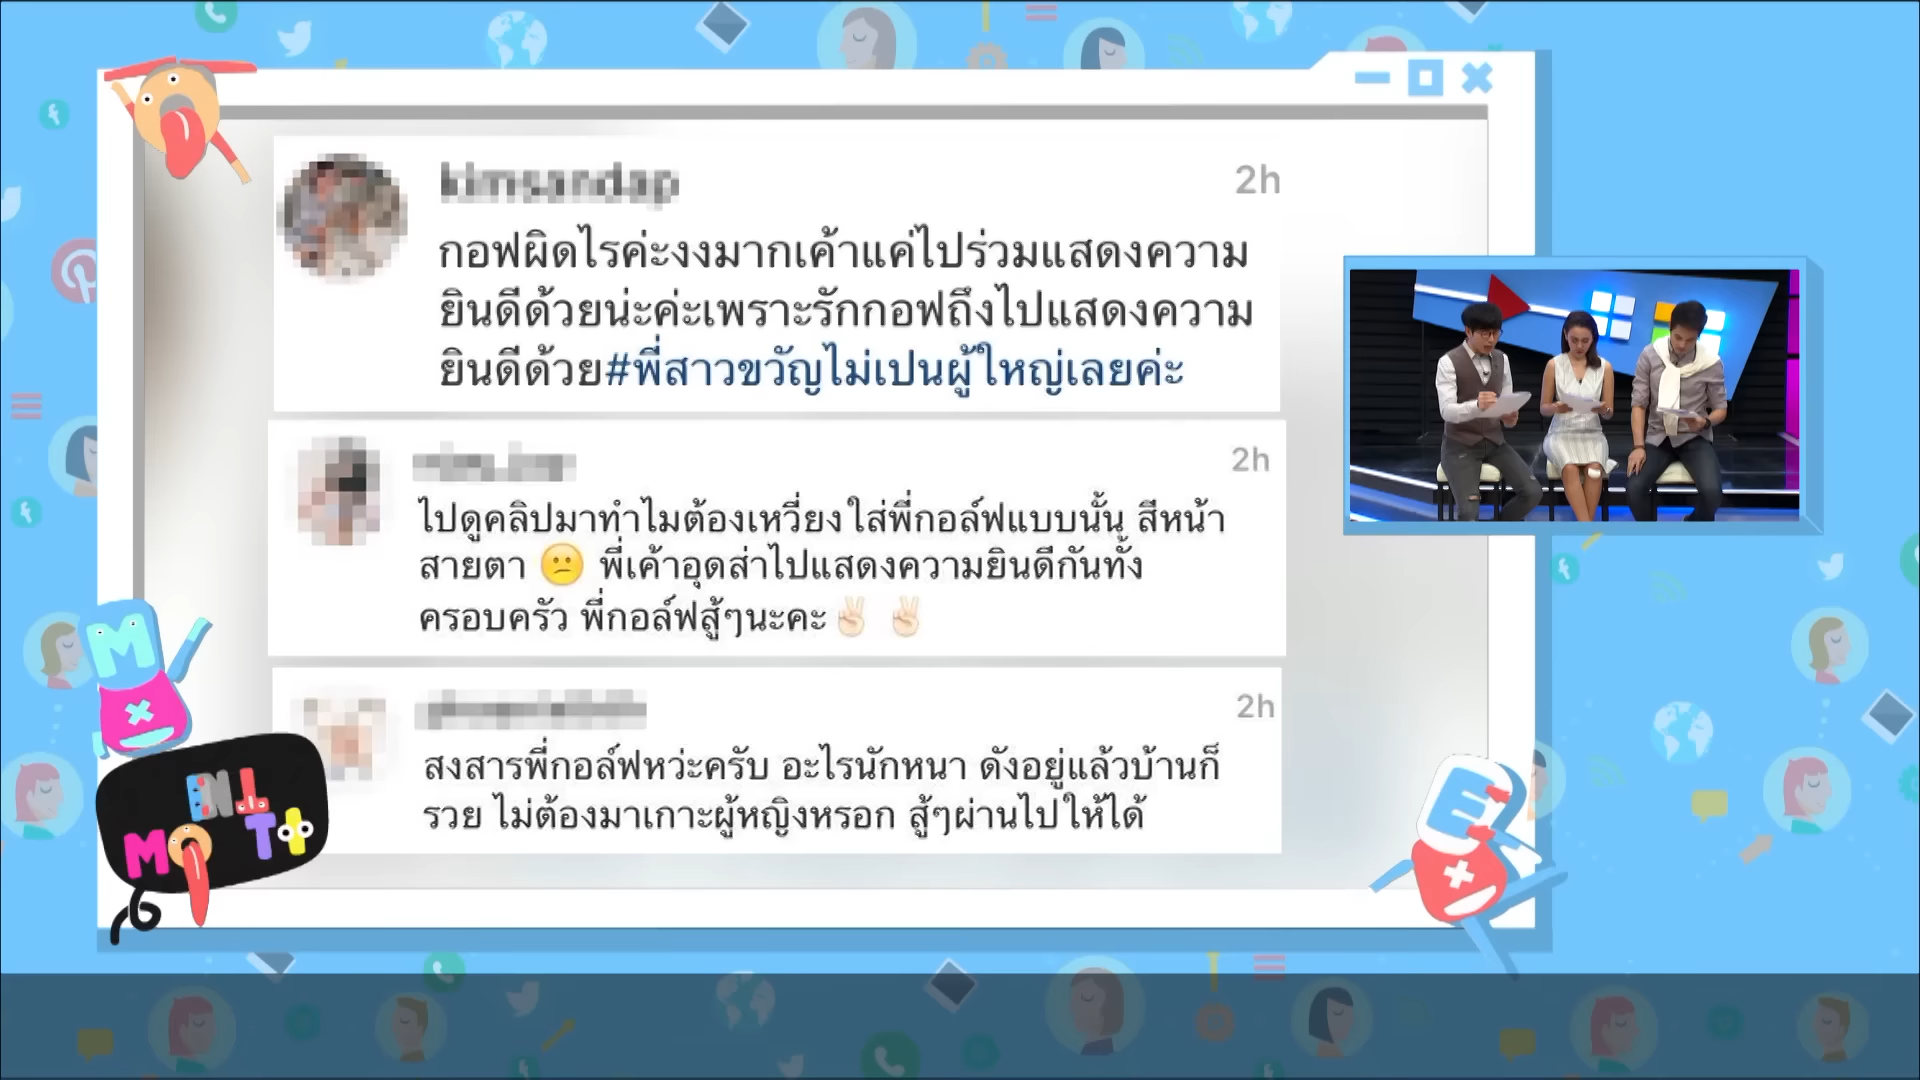 2h
กอฟผิดไรค่ะงงมากเค้าแค่ไปร่วมแสดงความ
ยินดีด้วยน่ะค่ะเพราะรักกอฟถึงไปแสดงความ
ยินดีด้วย#พี่สาวขวัญไม่เปนผู้ใหญ่เลยค่ะ
2h
ไปดูคลิปมาทำไมต้องเหวี่ยงใส่พี่กอล์ฟแบบนั้น สีหน้า
สายตา 😕 พี่เค้าอุดส่าไปแสดงความยินดีกันทั้ง
ครอบครัว พี่กอล์ฟสู้ๆนะคะ✌🏻 ✌🏻
2h
สงสารพี่กอล์ฟหว่ะครับ อะไรนักหนา ดังอยู่แล้วบ้านก็
รวย ไม่ต้องมาเกาะผู้หญิงหรอก สู้ๆผ่านไปให้ได้
M
E